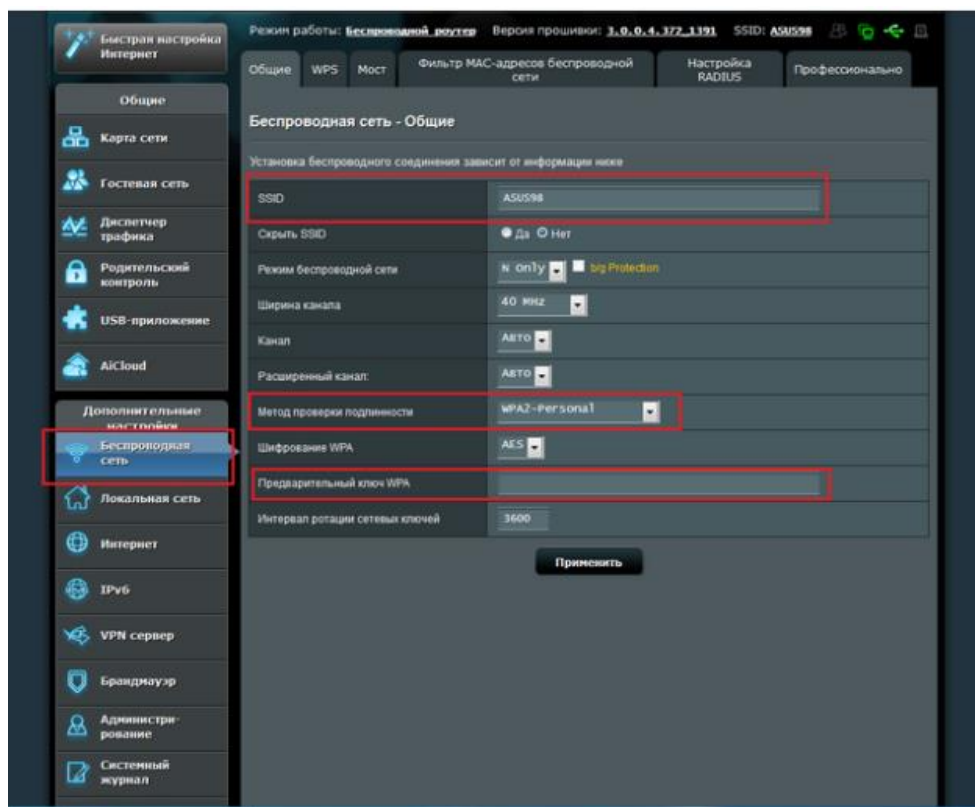 Быстрая настройка
Интернет
Режим работы: Беспроводной роутер Версия прошивки: 3.0.0.4.372_1391 SSID: ASUS98
Общие WPS Мост Фильтр MAC-адресов беспроводной
сети
Настройка
RADIUS
Профессионально
Общие
Карта сети
Гостевая сеть
Диспетчер
трафика
Родительский
контроль
USB-приложение
AiCloud
Дополнительные
настройки
Беспроводная
сеть
Локальная сеть
Интернет
IPv6
VPN сервер
Брандмауэр
Администри-
рование
Системный
журнал
Беспроводная сеть - Общие
Установка беспроводного соединения зависит от информации ниже
SSID ASUS98
Скрыть SSID Да Нет
Режим беспроводной сети N Only b/g Protection
Ширина канала 40 MHz
Канал Авто
Расширенный канал: Авто
Метод проверки подлинности WPA2-Personal
Шифрование WPA AES
Предварительный ключ WPA
Интервал ротации сетевых ключей 3600
Применить